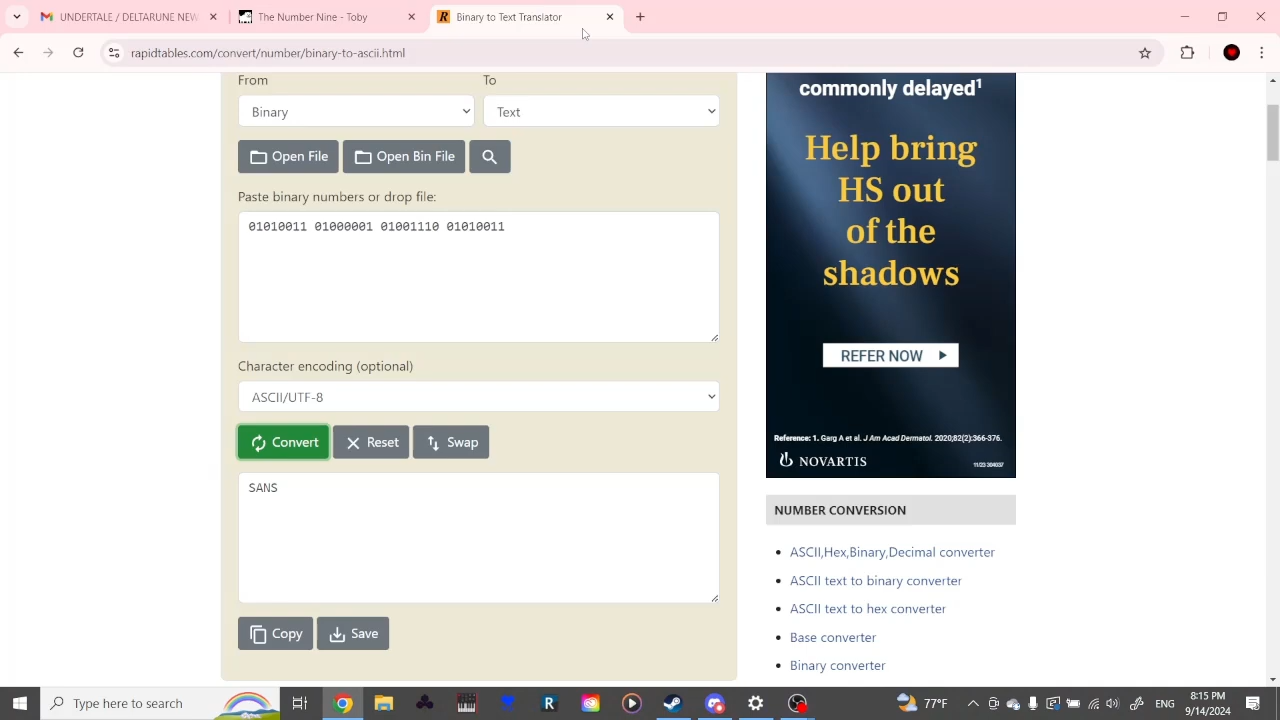 UNDERTALE/DELTARUNE NEWSL
The S
Binary to Text Translator
rapidtables.com/convert/number/binary-to-ascii.html
From
To
Binary
Text
Open File
Open Bin File
Paste binary numbers or drop file:
01010011 01000001 01001110 01010011
Character encoding (optional)
ASCII/UTF-8
Convert
Reset
Swap
SANS
Copy
Save
commonly delayed¹
Help bring
HS out
of the
shadows
REFER NOW
Reference: 1. Garg A et al. J Am Acad Dermatol. 2020;82(2):366-376.
NOVARTIS
11/23 304037
NUMBER CONVERSION
ASCII,Hex,Binary,Decimal converter
ASCII text to binary converter
ASCII text to hex converter
Base converter
Binary converter
Type here to search
77°F
ENG
8:15 PM
9/14/2024